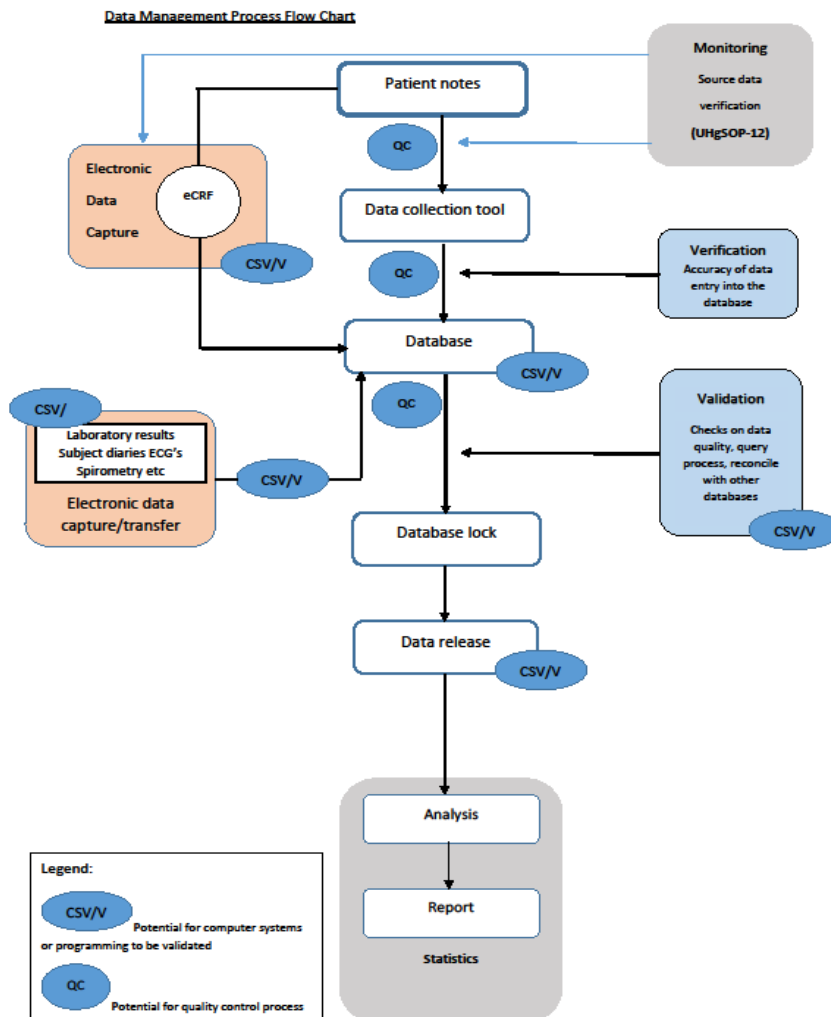 Data Management Process Flow Chart
Monitoring
Source data
verification
(UHgSOP-12)
Patient notes
QC
Electronic
Data
Capture
eCRF
CSV/V
Data collection tool
QC
Verification
Accuracy of data
entry into the
database
Database
CSV/V
QC
CSV/
Laboratory results
Subject diaries ECG's
Spirometry etc
Electronic data
capture/transfer
CSV/V
Validation
Checks on data
quality, query
process, reconcile
with other
databases
CSV/V
Database lock
Data release
CSV/V
Analysis
Report
Statistics
Legend:
CSV/V
Potential for computer systems
or programming to be validated
QC
Potential for quality control process